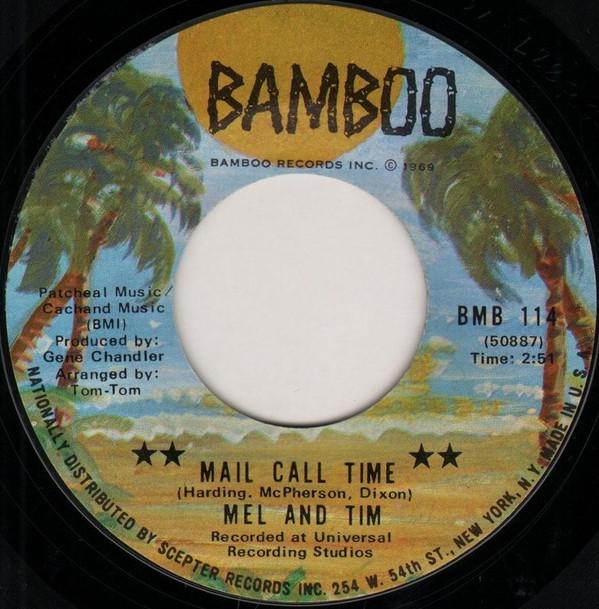 BAMBOO
BAMBOO RECORDS INC. © 1969
Patcheal Music/
Cachand Music
(BMI)
Produced by:
Gene Chandler
Arranged by:
Tom-Tom
BMB 114
(50887)
Time: 2:51
★★ MAIL CALL TIME ★★
(Harding, McPherson, Dixon)
MEL AND TIM
Recorded at Universal
Recording Studios
NATIONALLY DISTRIBUTED BY SCEPTER RECORDS INC. 254 W. 54th ST., NEW YORK, N.Y. MADE IN U.S.A.